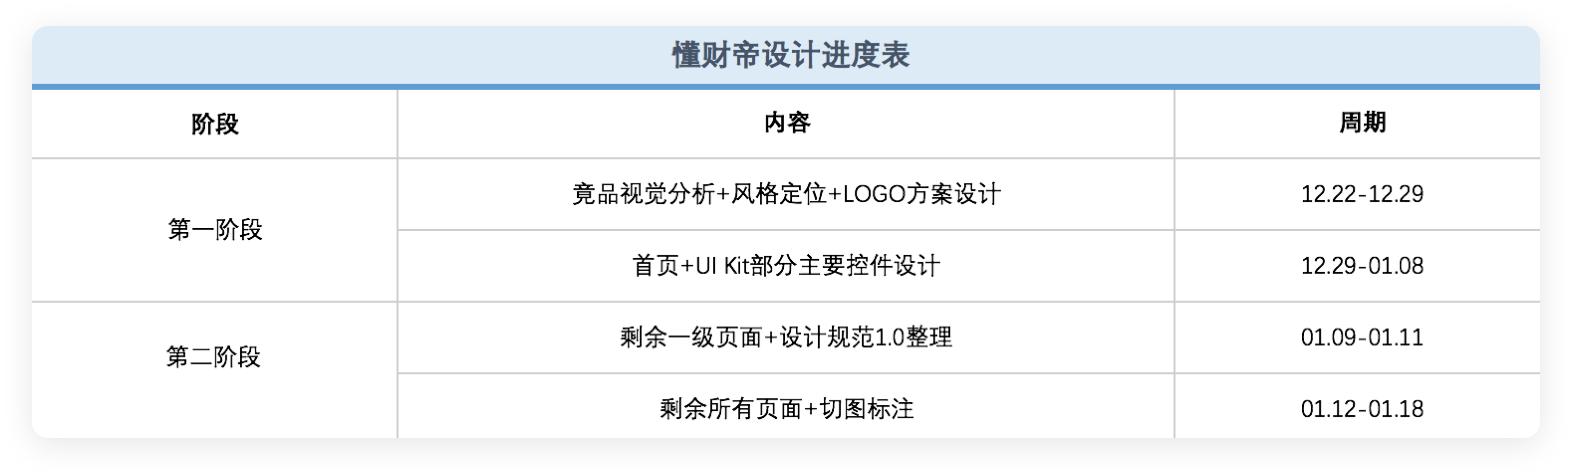 懂财帝设计进度表
阶段 内容 周期
第一阶段
竟品视觉分析+风格定位+LOGO方案设计 12.22-12.29
首页+UI Kit部分主要控件设计 12.29-01.08
第二阶段
剩余一级页面+设计规范1.0整理 01.09-01.11
剩余所有页面+切图标注 01.12-01.18